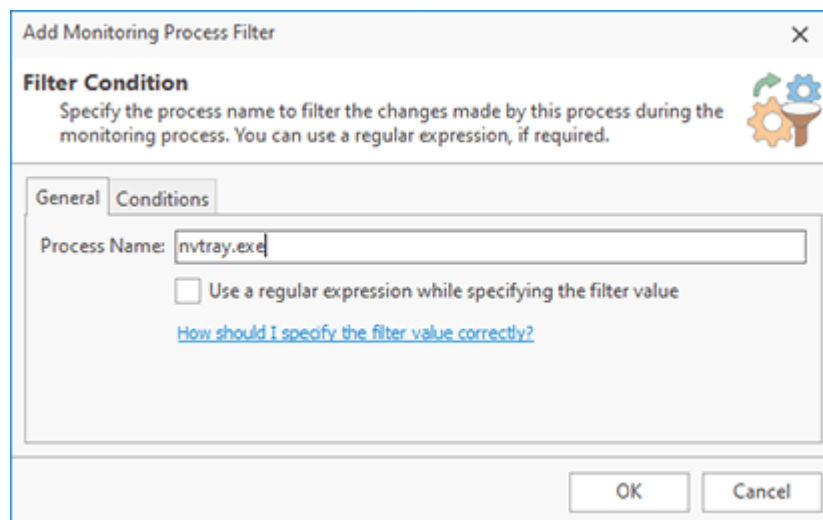 Add Monitoring Process Filter
Filter Condition
Specify the process name to filter the changes made by this process during the
monitoring process. You can use a regular expression, if required.
General Conditions
Process Name: nvtray.exe
Use a regular expression while specifying the filter value
How should I specify the filter value correctly?
OK Cancel